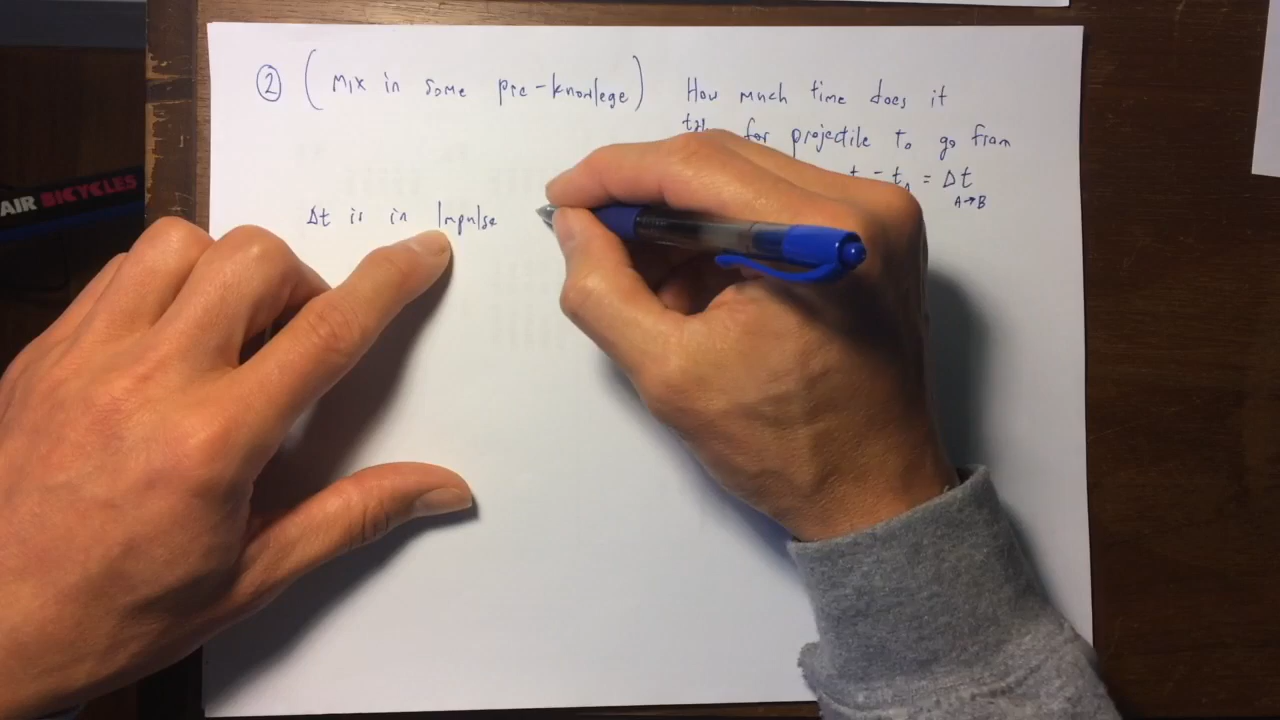 ② (Mix in some pre-knowlege) How much time does it
for projectile to go from
= Δt
A→B
Δt is in Impulse
AIR BICYCLES